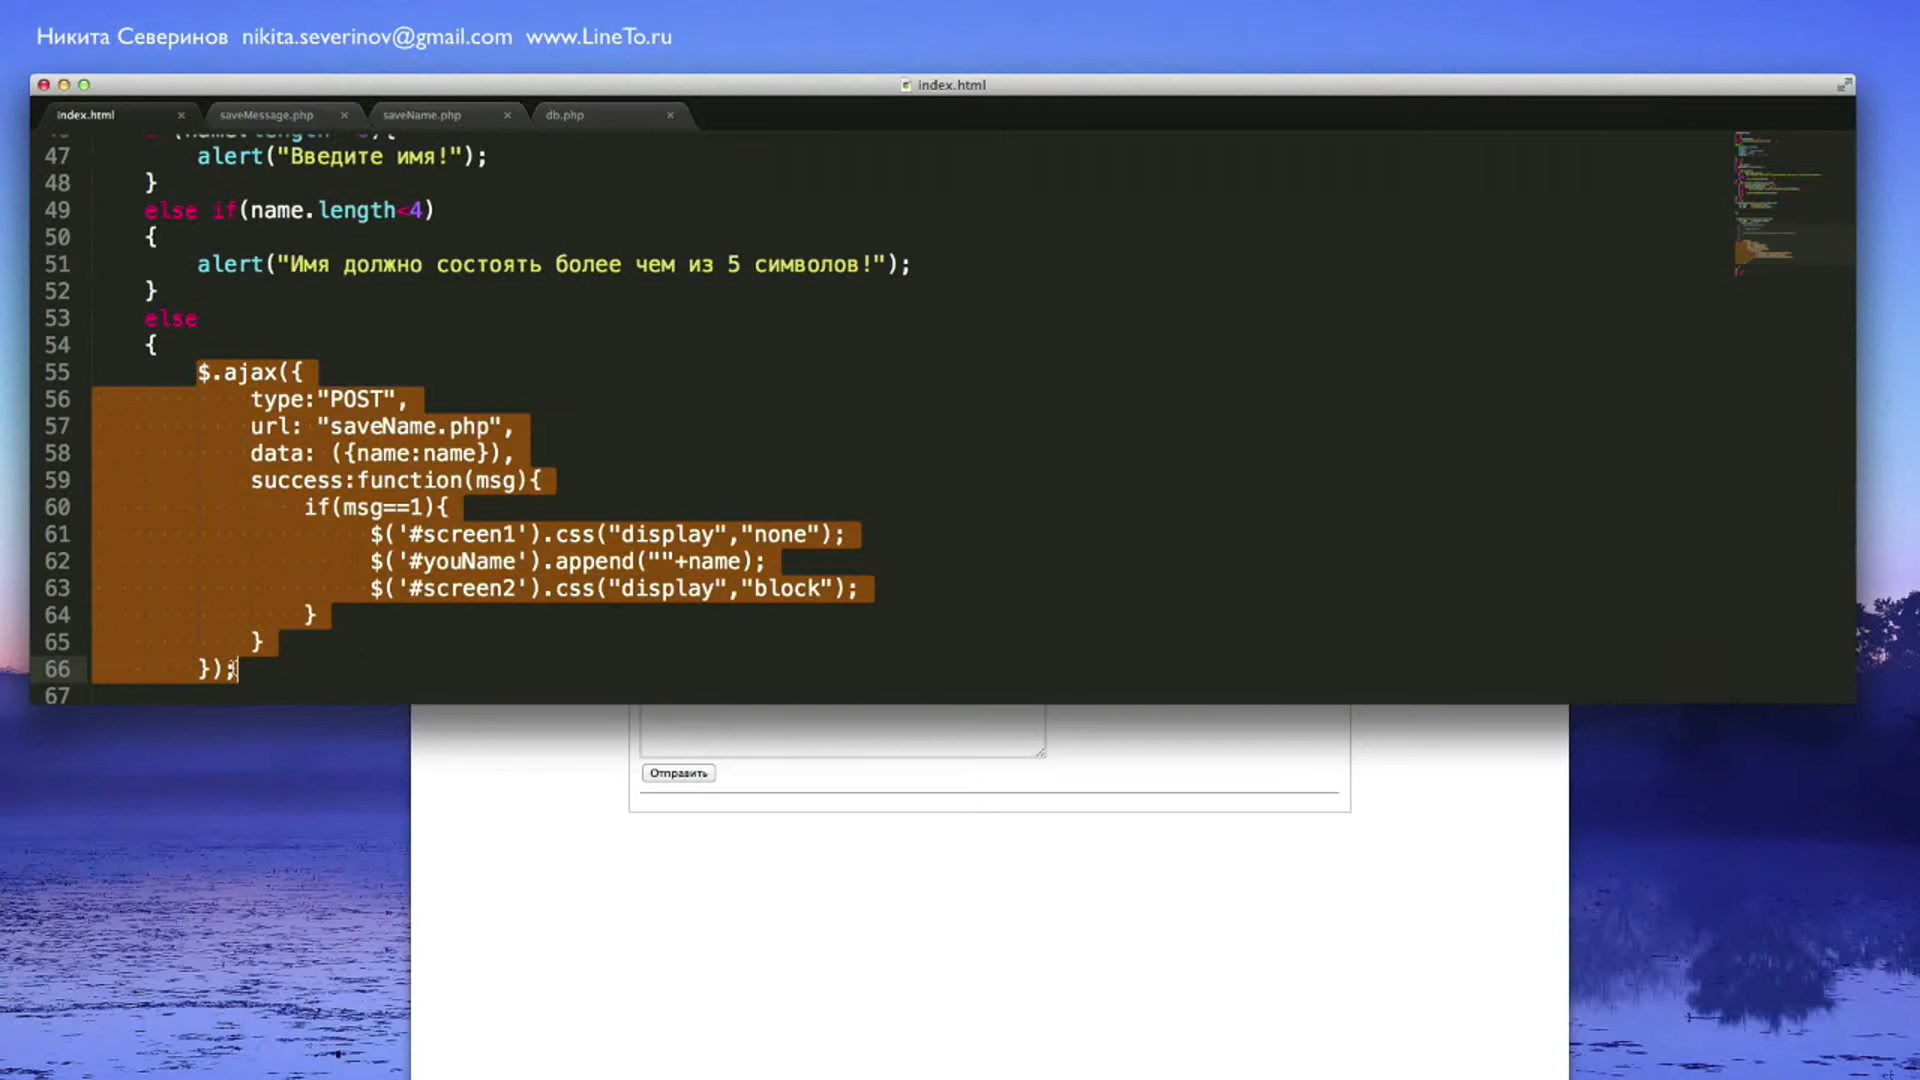 Никита Северинов nikita.severinov@gmail.com www.LineTo.ru
index.html
index.html saveMessage.php saveName.php db.php
47 alert("Введите имя!");
48 }
49 else if(name.length<4)
50 {
51 alert("Имя должно состоять более чем из 5 символов!");
52 }
53 else
54 {
55 $.ajax({
56 type:"POST",
57 url: "saveName.php",
58 data: ({name:name}),
59 success:function(msg){
60 if(msg==1){
61 $('#screen1').css("display","none");
62 $('#youName').append(""+name);
63 $('#screen2').css("display","block");
64 }
65 }
66 });
67
Отправить